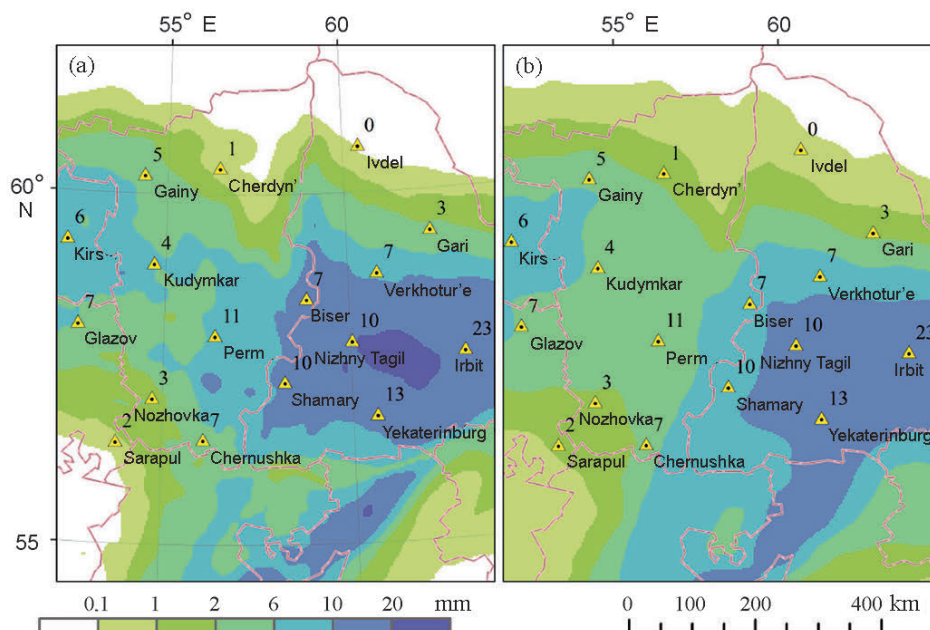 55° E 60
55° E 60
(a)
0
Ivdel
5
Gainy
1
Cherdyn'
60°
N
3
Gari
6
Kirs
4
Kudymkar
7
Verkhotur'e
7
Glazov
7
Biser
11
Perm
10
Nizhny Tagil
23
Irbit
10
Shamary
3
Nozhovka
13
Yekaterinburg
2
Sarapul
7
Chernushka
55
(b)
0
Ivdel
5
Gainy
1
Cherdyn'
3
Gari
6
Kirs
4
Kudymkar
7
Verkhotur'e
7
Glazov
7
Biser
11
Perm
10
Nizhny Tagil
23
Irbit
10
Shamary
3
Nozhovka
13
Yekaterinburg
2
Sarapul
7
Chernushka
0.1 1 2 6 10 20 mm
0 100 200 400 km